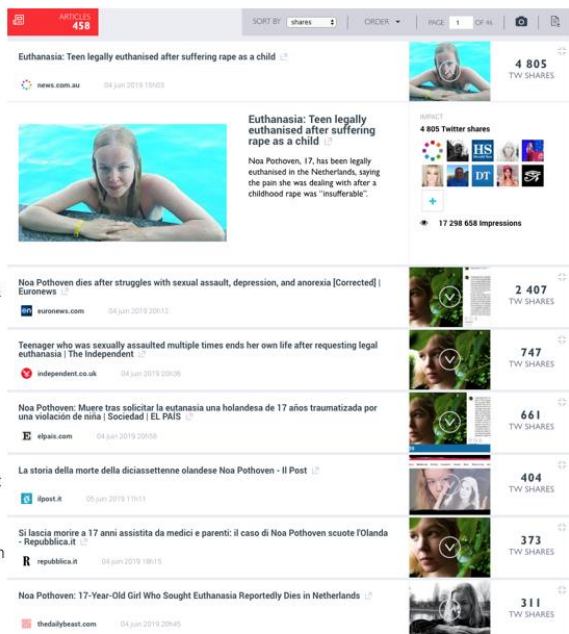 ARTICLES
458
SORT BY shares
ORDER
PAGE 1 OF 46
Euthanasia: Teen legally euthanised after suffering rape as a child
news.com.au 04 juin 2019 15h03
4 805
TW SHARES
Euthanasia: Teen legally
euthanised after suffering
rape as a child
Noa Pothoven, 17, has been legally
euthanised in the Netherlands, saying
the pain she was dealing with after a
childhood rape was “insufferable”.
IMPACT
4 805 Twitter shares
HS
DT
+
17 298 658 Impressions
Noa Pothoven dies after struggles with sexual assault, depression, and anorexia [Corrected] |
Euronews
en euronews.com 04 juin 2019 20h12
2 407
TW SHARES
Teenager who was sexually assaulted multiple times ends her own life after requesting legal
euthanasia | The Independent
independent.co.uk 04 juin 2019 20h36
747
TW SHARES
Noa Pothoven: Muere tras solicitar la eutanasia una holandesa de 17 años traumatizada por
una violación de niña | Sociedad | EL PAÍS
E elpais.com 04 juin 2019 20h58
661
TW SHARES
La storia della morte della diciassettenne olandese Noa Pothoven - Il Post
ilpost.it 05 juin 2019 11h11
404
TW SHARES
Si lascia morire a 17 anni assistita da medici e parenti: il caso di Noa Pothoven scuote l'Olanda
- Repubblica.it
R repubblica.it 04 juin 2019 18h15
373
TW SHARES
Noa Pothoven: 17-Year-Old Girl Who Sought Euthanasia Reportedly Dies in Netherlands
thedailybeast.com 04 juin 2019 20h45
311
TW SHARES